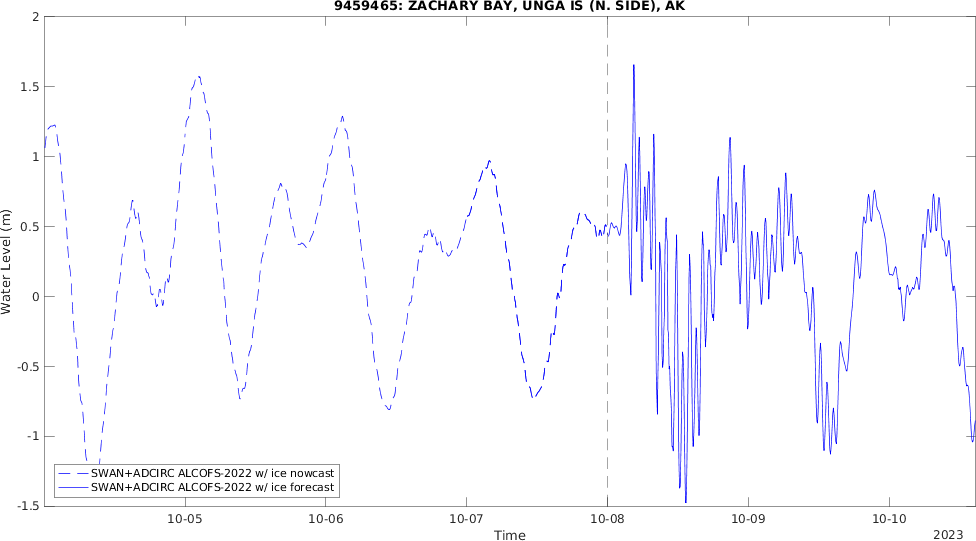 9459465: ZACHARY BAY, UNGA IS (N. SIDE), AK
2
1.5
1
0.5
0
-0.5
-1
-1.5
Water Level (m)
SWAN+ADCIRC ALCOFS-2022 w/ ice nowcast
SWAN+ADCIRC ALCOFS-2022 w/ ice forecast
10-05 10-06 10-07 10-08 10-09 10-10
Time
2023